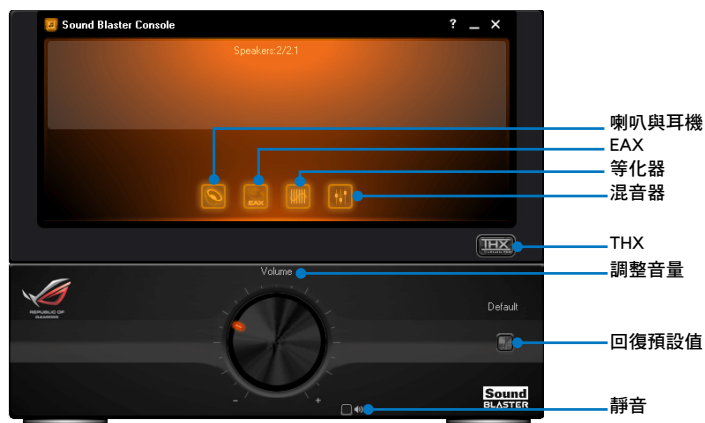 Sound Blaster Console
?
Speakers:2/2.1
喇叭與耳機
EAX
等化器
混音器
EAX
THX
THX
Volume
調整音量
REPUBLIC OF
GAMERS
Default
回復預設值
- +
Sound
BLASTER
靜音